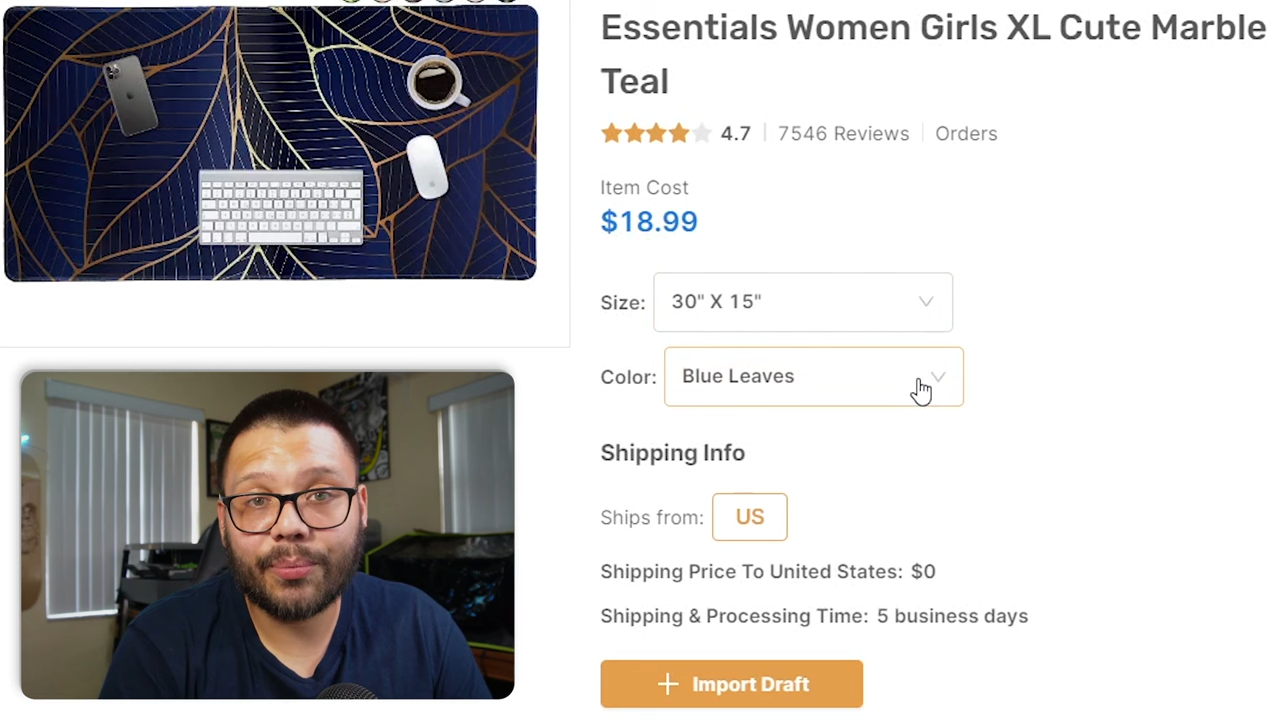 Essentials Women Girls XL Cute Marble
Teal
4.7 7546 Reviews Orders
Item Cost
$18.99
Size: 30" X 15"
Color: Blue Leaves
Shipping Info
Ships from: US
Shipping Price To United States: $0
Shipping & Processing Time: 5 business days
+ Import Draft